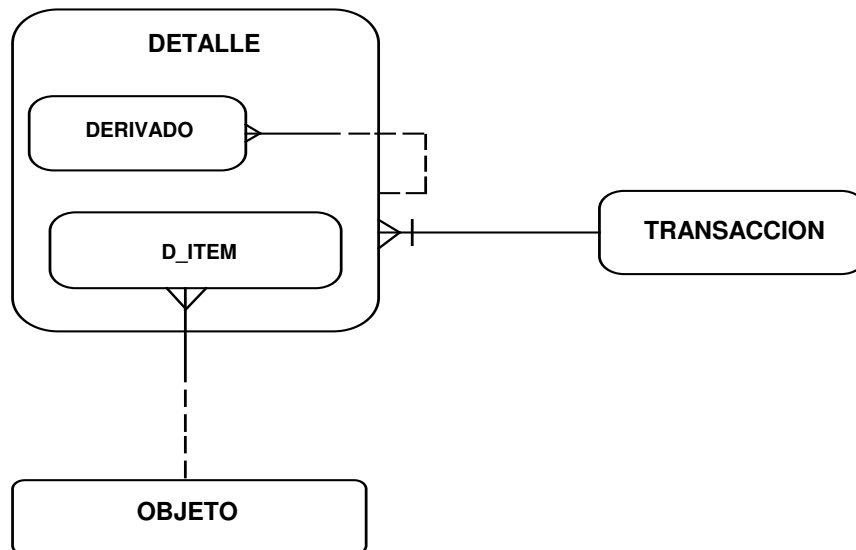 DETALLE
DERIVADO
TRANSACCION
D_ITEM
OBJETO